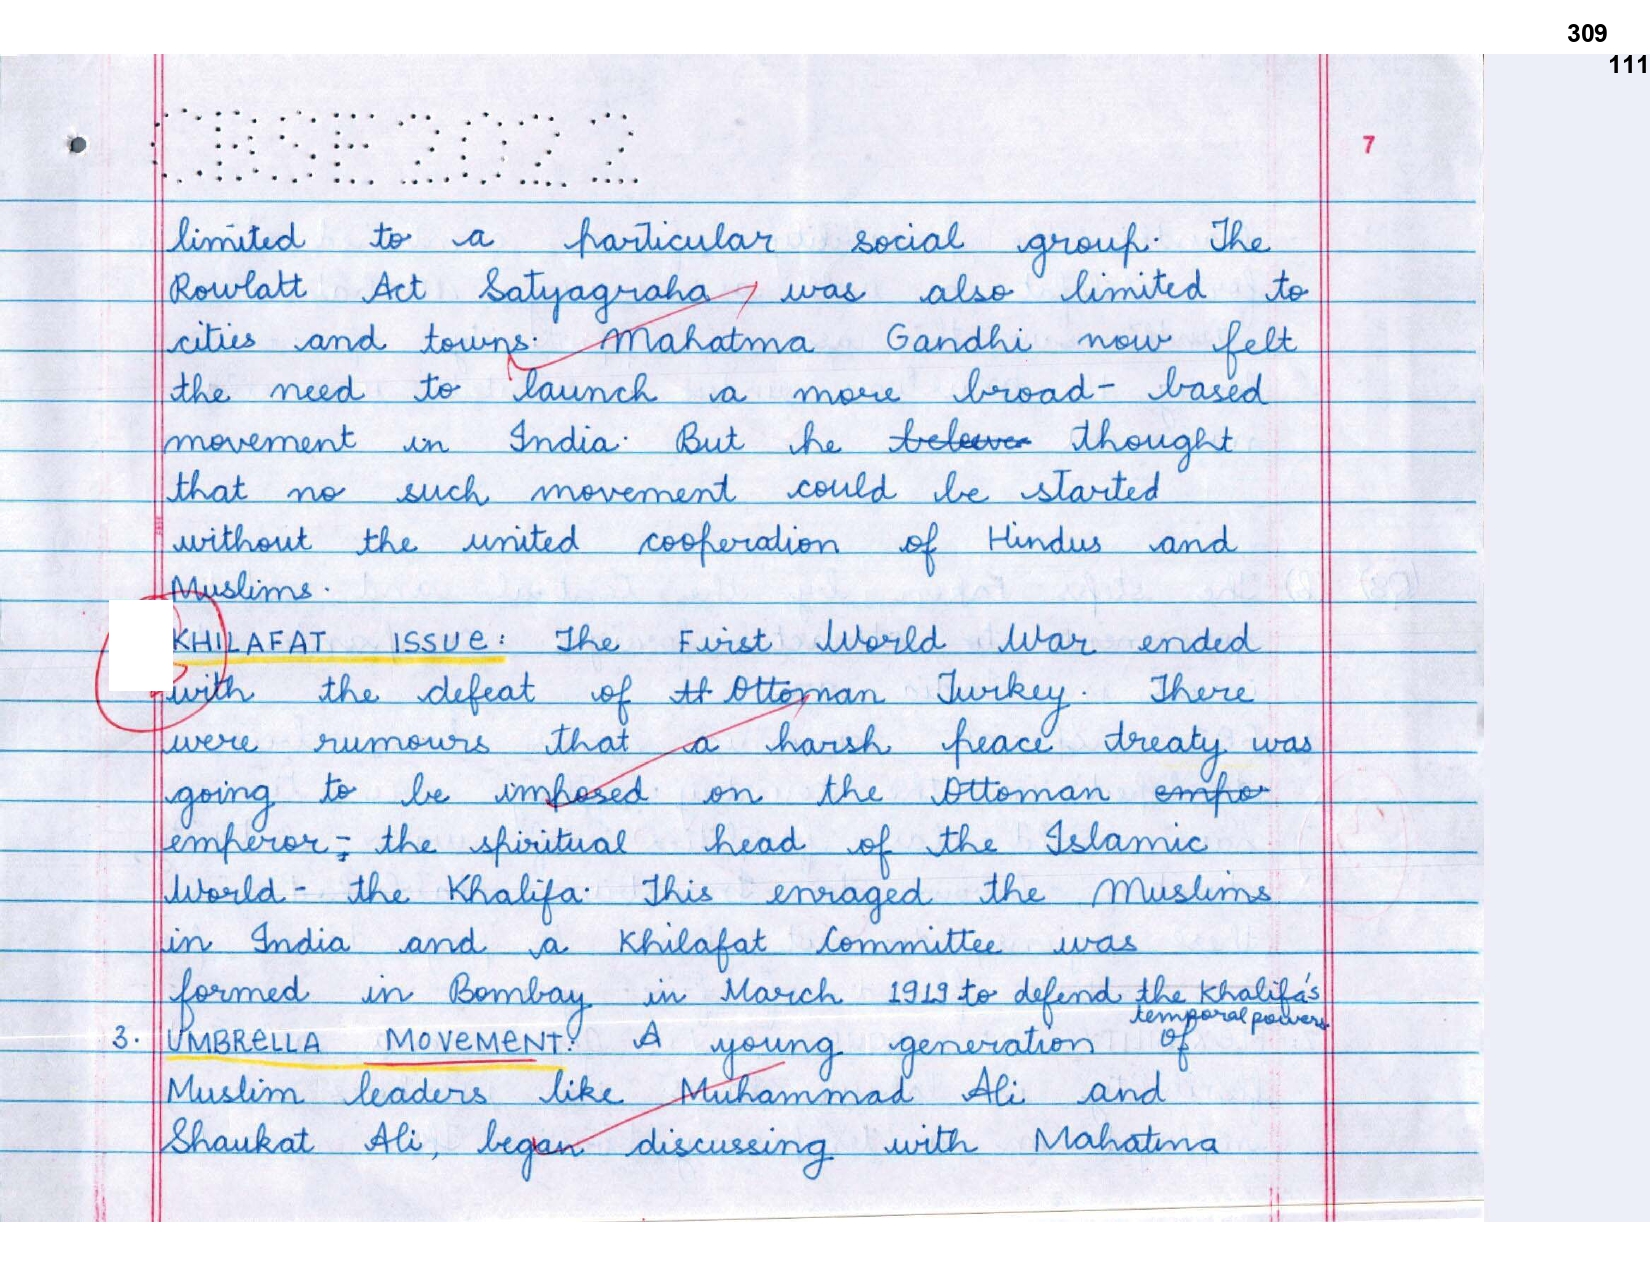 309
111
CBSE 2022
7
limited to a particular social group. The
Rowlatt Act Satyagraha was also limited to
cities and towns. Mahatma Gandhi now felt
the need to launch a more broad-based
movement in India. But he thought
that no such movement could be started
without the united cooperation of Hindus and
Muslims.
KHILAFAT ISSUE: The First World War ended
with the defeat of Ottoman Turkey. There
were rumours that a harsh peace treaty was
going to be imposed on the Ottoman empo
emperor; the spiritual head of the Islamic
World - the Khalifa. This enraged the Muslims
in India and a Khilafat Committee was
formed in Bombay in March 1919 to defend the Khalifa's
temporal powers
3. UMBRELLA MOVEMENT: A young generation of
Muslim leaders like Muhammad Ali and
Shaukat Ali, began discussing with Mahatma